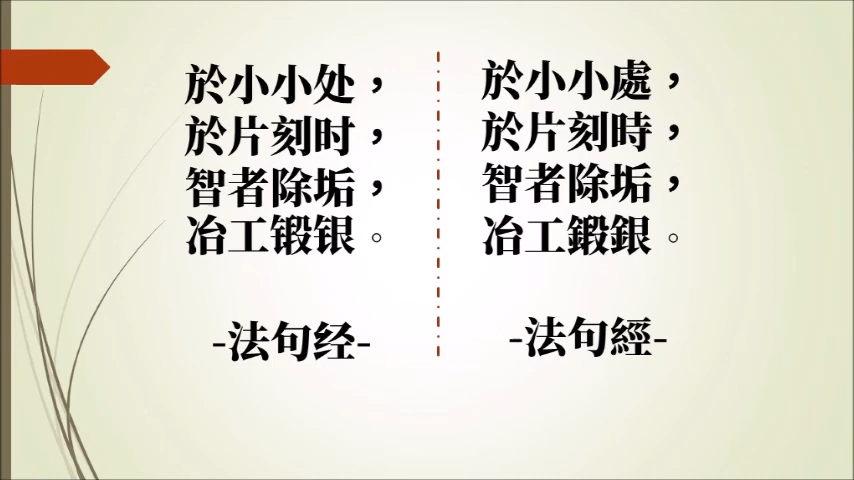 於小小处，
於片刻时，
智者除垢，
冶工锻银。
-法句经-
於小小處，
於片刻時，
智者除垢，
冶工鍛銀。
-法句經-